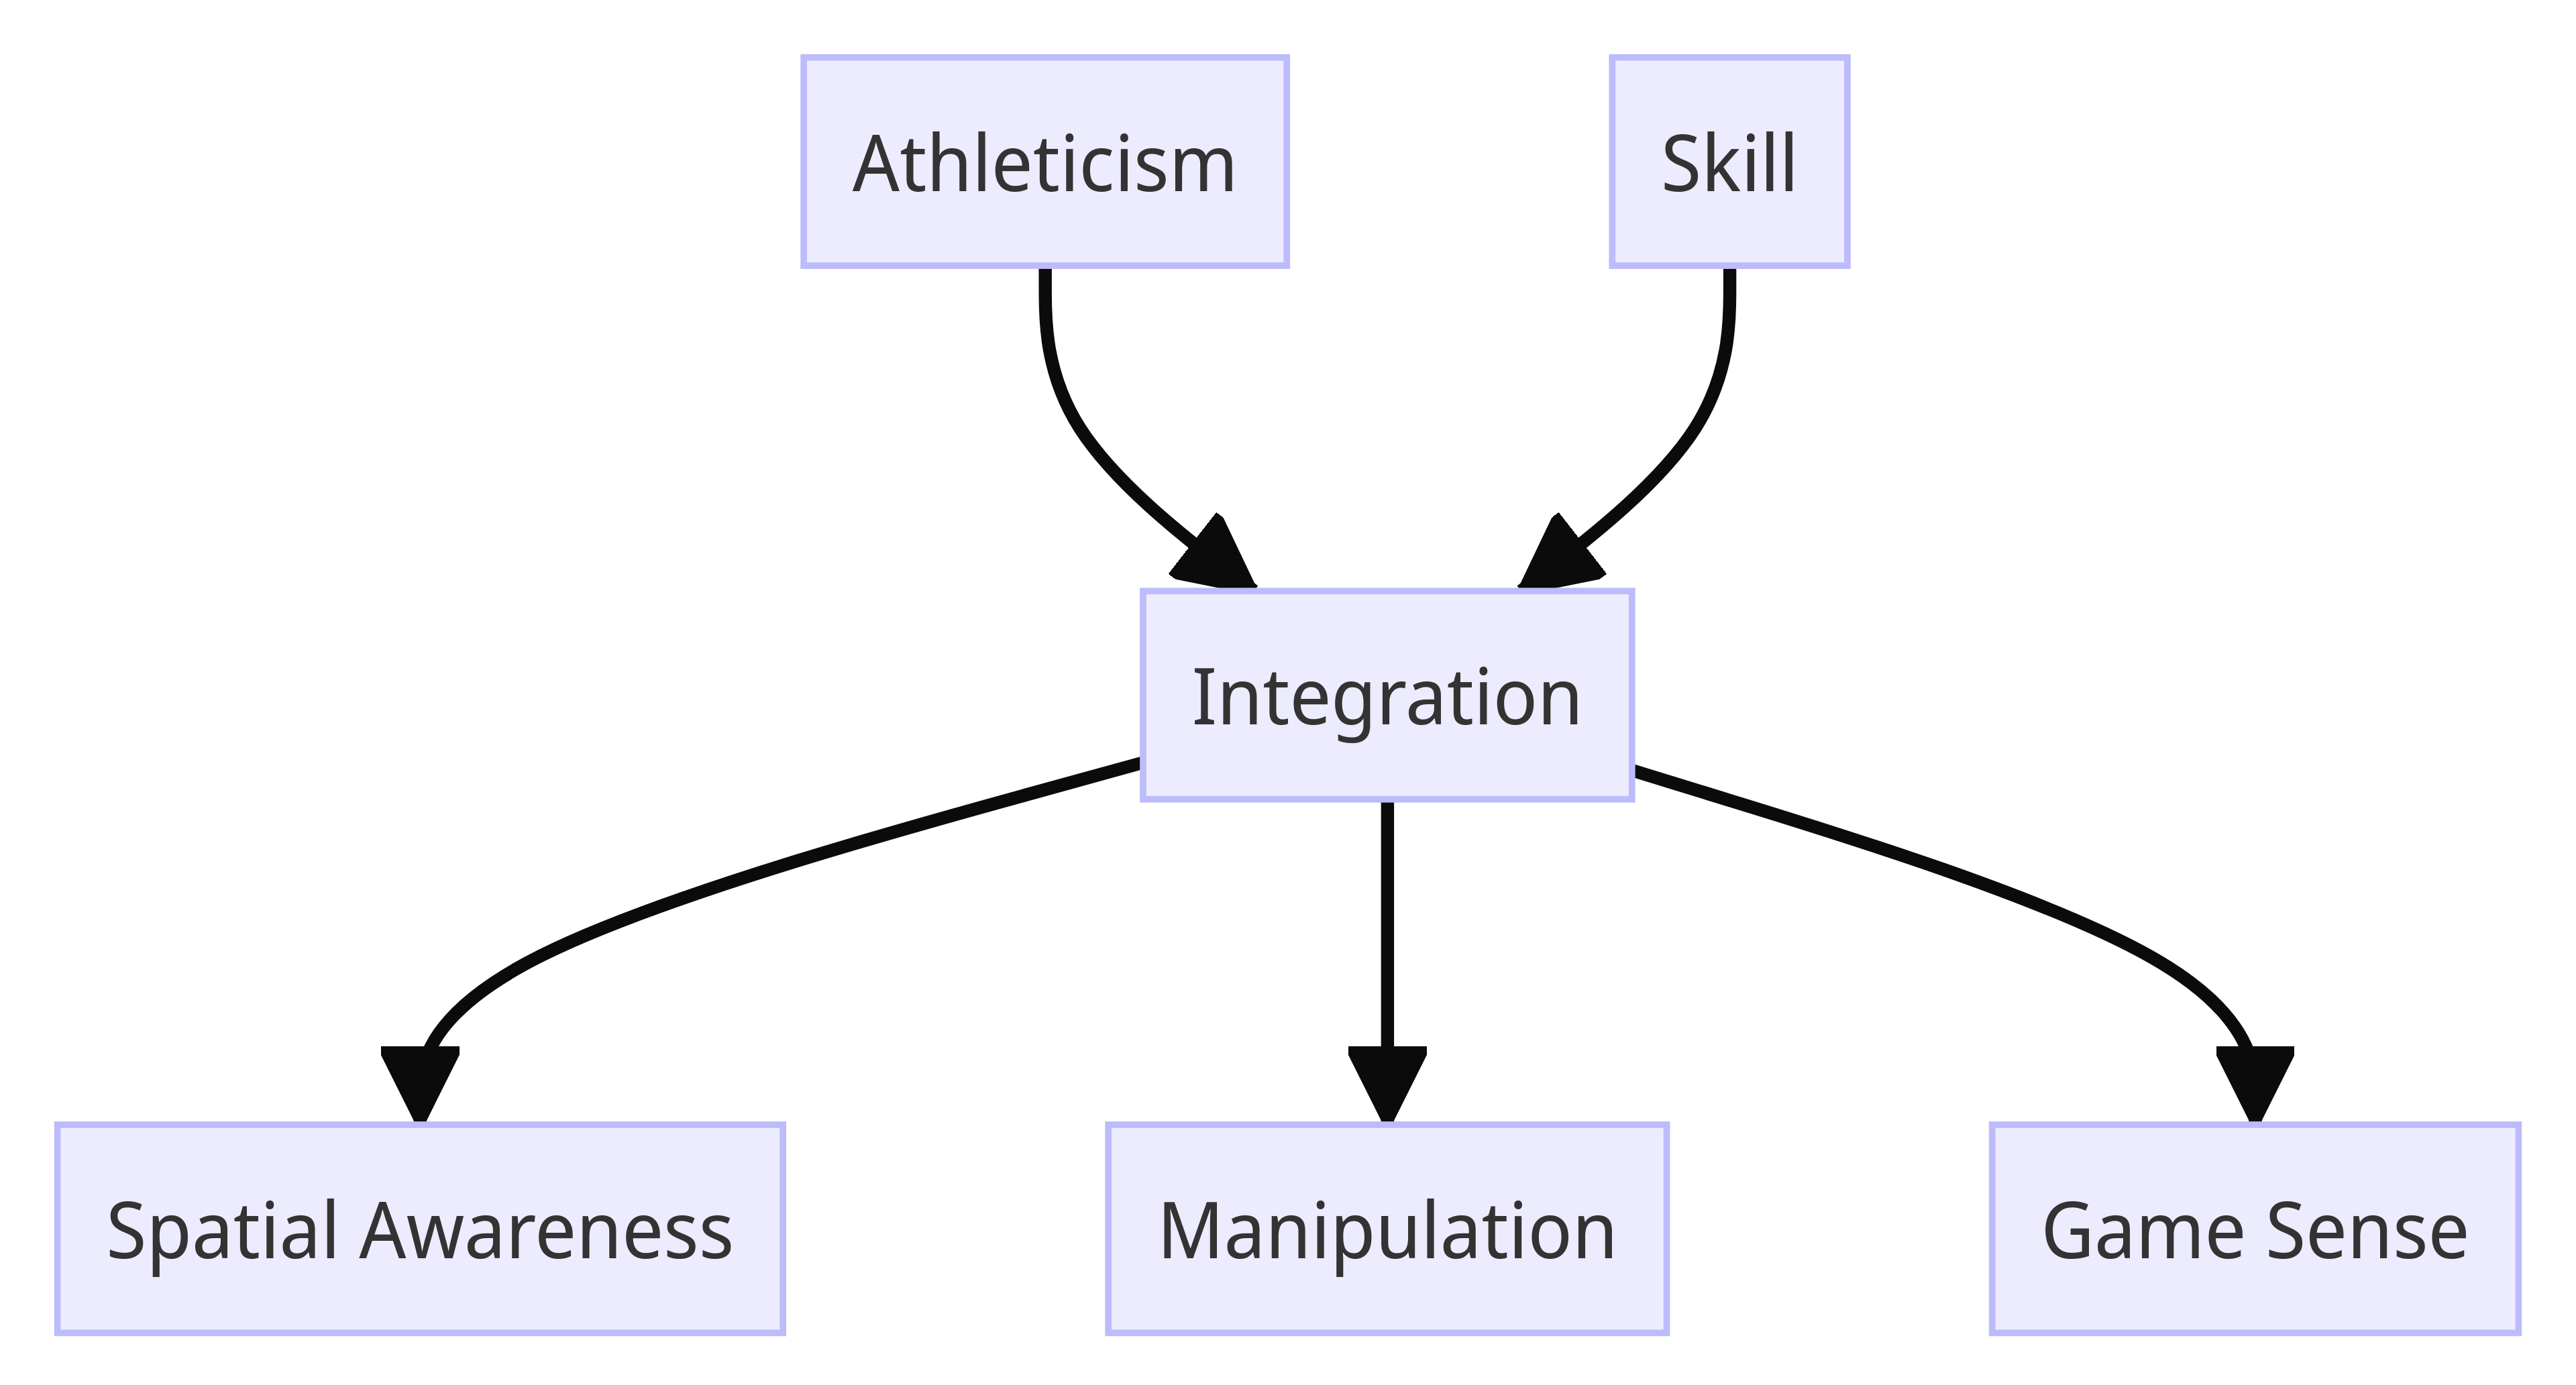 Athleticism
Skill
Integration
Spatial Awareness
Manipulation
Game Sense